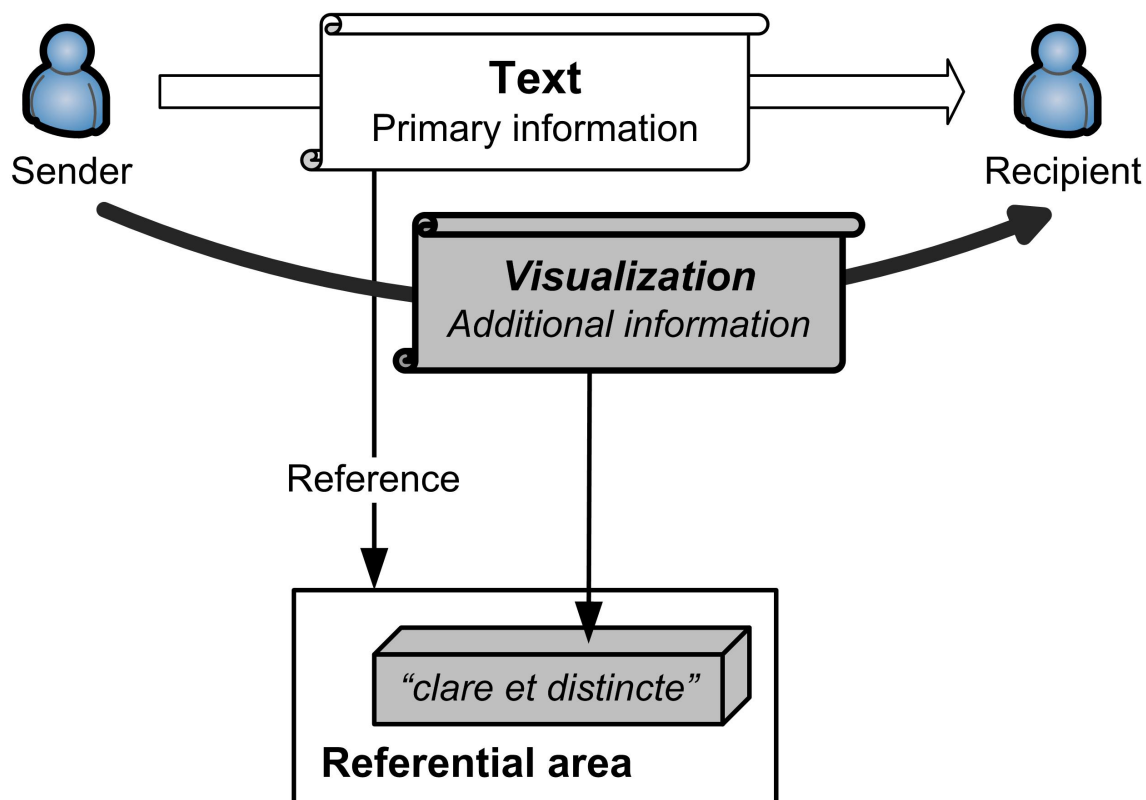 Text
Primary information
Sender
Recipient
Visualization
Additional information
Reference
“clare et distincte”
Referential area